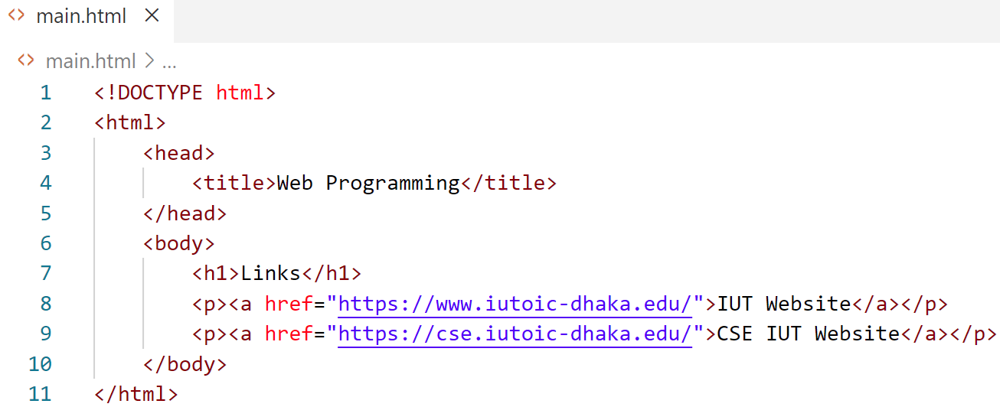 main.html
main.html > ...
1 <!DOCTYPE html>
2 <html>
3 <head>
4 <title>Web Programming</title>
5 </head>
6 <body>
7 <h1>Links</h1>
8 <p><a href="https://www.iutoic-dhaka.edu/">IUT Website</a></p>
9 <p><a href="https://cse.iutoic-dhaka.edu/">CSE IUT Website</a></p>
10 </body>
11 </html>